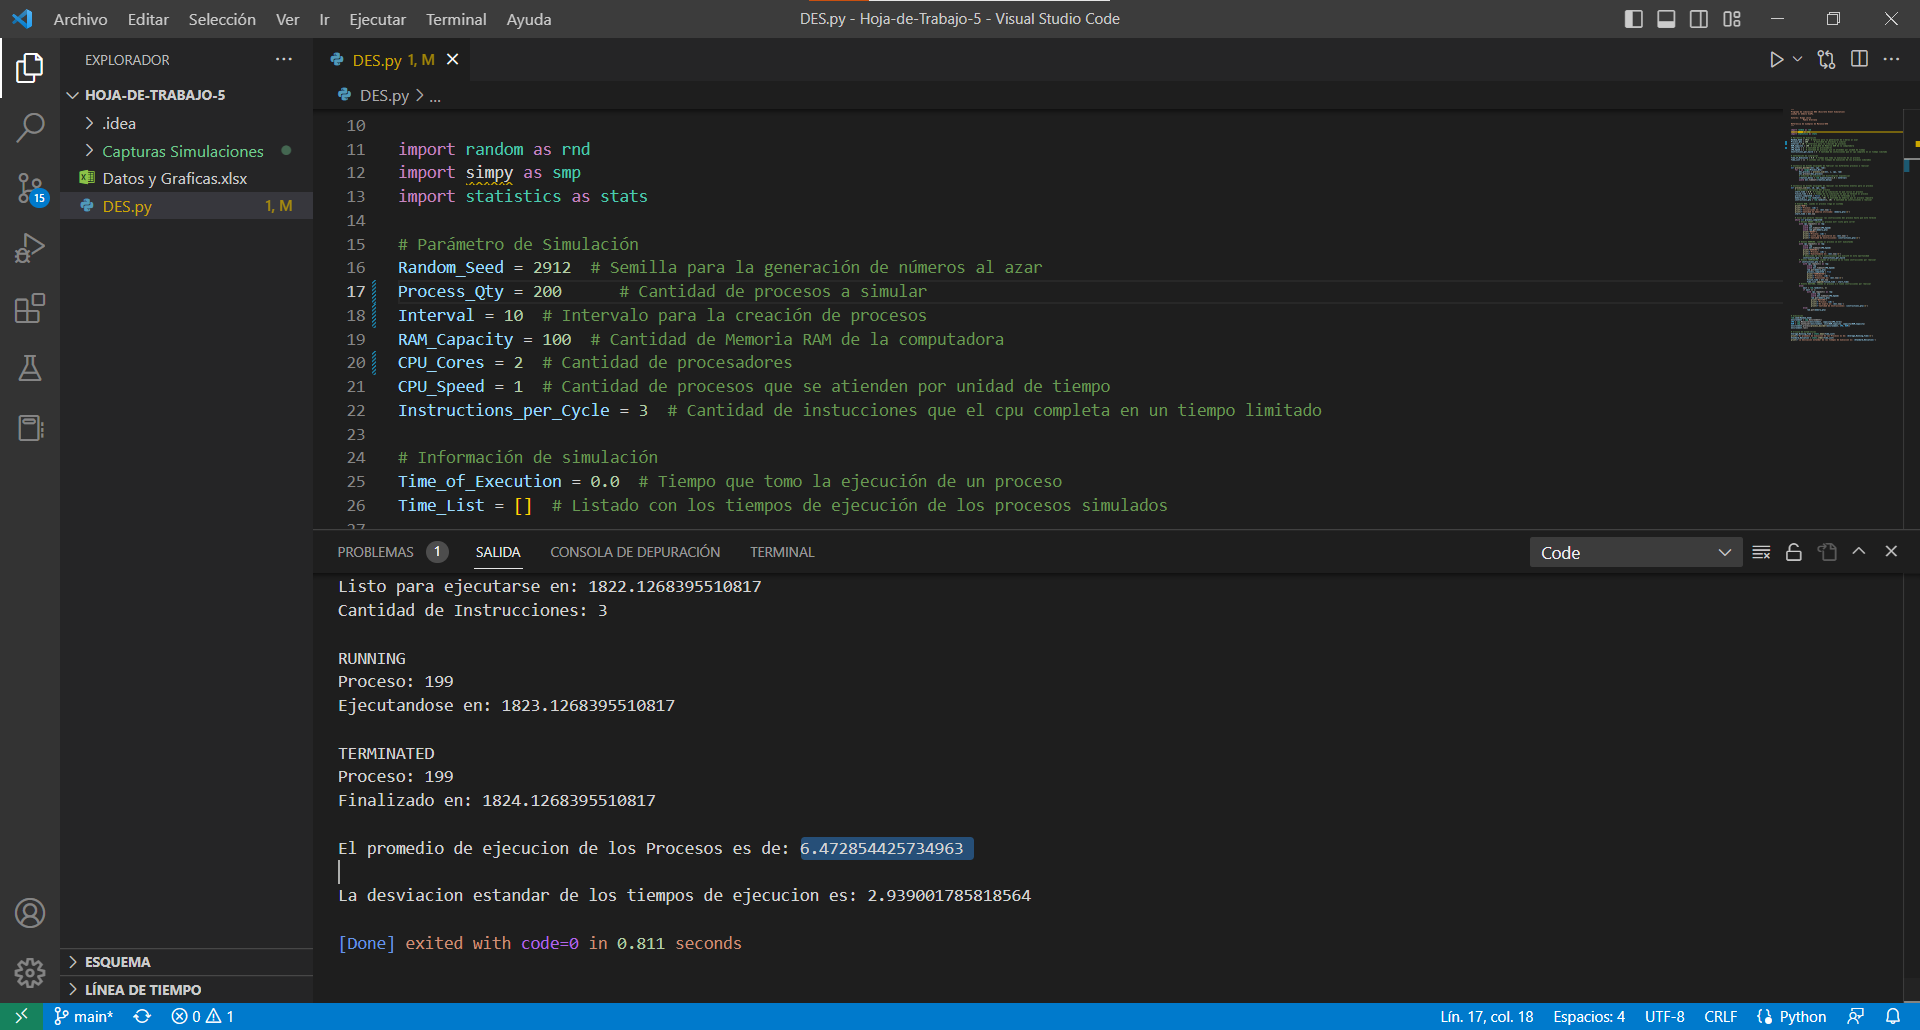 Archivo Editar Selección Ver Ir Ejecutar Terminal Ayuda
DES.py - Hoja-de-Trabajo-5 - Visual Studio Code
EXPLORADOR
HOJA-DE-TRABAJO-5
.idea
Capturas Simulaciones
Datos y Graficas.xlsx
DES.py 1, M
15
DES.py 1, M
DES.py > ...
10
11 import random as rnd
12 import simpy as smp
13 import statistics as stats
14
15 # Parámetro de Simulación
16 Random_Seed = 2912 # Semilla para la generación de números al azar
17 Process_Qty = 200 # Cantidad de procesos a simular
18 Interval = 10 # Intervalo para la creación de procesos
19 RAM_Capacity = 100 # Cantidad de Memoria RAM de la computadora
20 CPU_Cores = 2 # Cantidad de procesadores
21 CPU_Speed = 1 # Cantidad de procesos que se atienden por unidad de tiempo
22 Instructions_per_Cycle = 3 # Cantidad de instucciones que el cpu completa en un tiempo limitado
23
24 # Información de simulación
25 Time_of_Execution = 0.0 # Tiempo que tomo la ejecución de un proceso
26 Time_List = [] # Listado con los tiempos de ejecución de los procesos simulados
27
PROBLEMAS 1 SALIDA CONSOLA DE DEPURACIÓN TERMINAL
Code
Listo para ejecutarse en: 1822.1268395510817
Cantidad de Instrucciones: 3
RUNNING
Proceso: 199
Ejecutandose en: 1823.1268395510817
TERMINATED
Proceso: 199
Finalizado en: 1824.1268395510817
El promedio de ejecucion de los Procesos es de: 6.472854425734963
La desviacion estandar de los tiempos de ejecucion es: 2.939001785818564
[Done] exited with code=0 in 0.811 seconds
ESQUEMA
LÍNEA DE TIEMPO
main* 0 1
Lín. 17, col. 18 Espacios: 4 UTF-8 CRLF Python